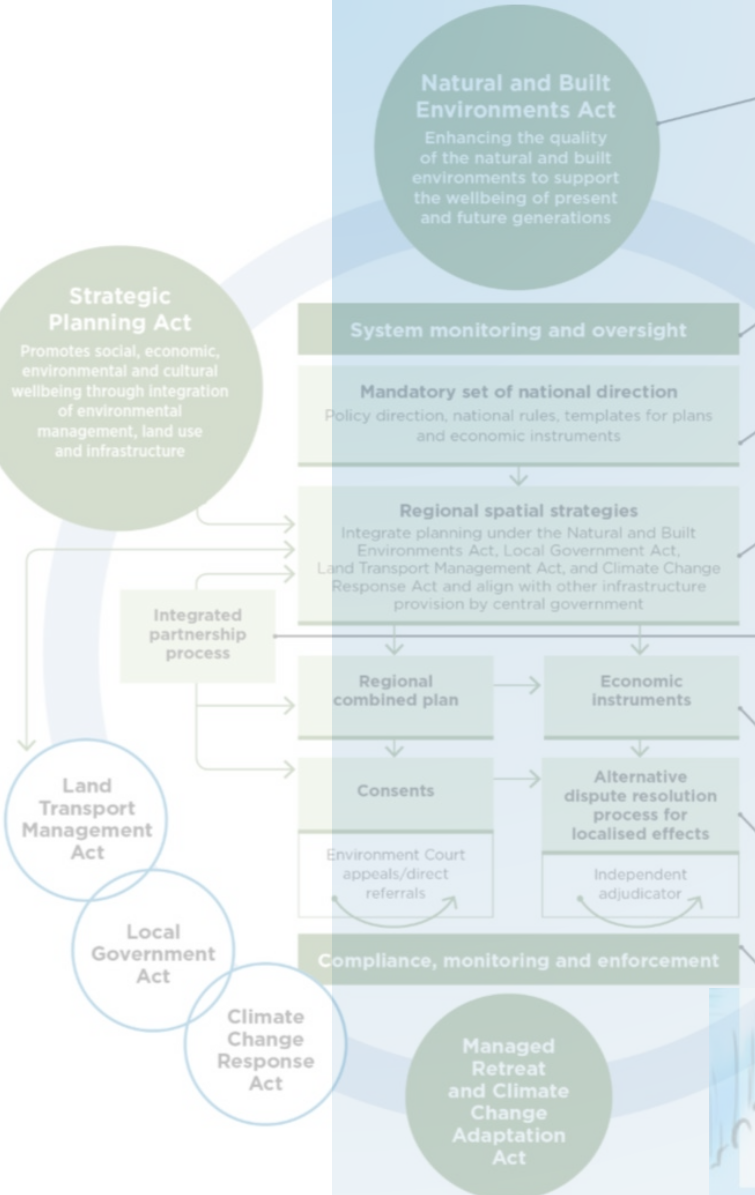 Natural and Built
Environments Act
Enhancing the quality
of the natural and built
environments to support
the wellbeing of present
and future generations
Strategic
Planning Act
Promotes social, economic,
environmental and cultural
wellbeing through integration
of environmental
management, land use
and infrastructure
System monitoring and oversight
Mandatory set of national direction
Policy direction, national rules, templates for plans
and economic instruments
Regional spatial strategies
Integrate planning under the Natural and Built
Environments Act, Local Government Act,
Land Transport Management Act, and Climate Change
Response Act and align with other infrastructure
provision by central government
Integrated
partnership
process
Regional
combined plan
Economic
instruments
Consents
Alternative
dispute resolution
process for
localised effects
Environment Court
appeals/direct
referrals
Independent
adjudicator
Land
Transport
Management
Act
Local
Government
Act
Climate
Change
Response
Act
Compliance, monitoring and enforcement
Managed
Retreat
and Climate
Change
Adaptation
Act